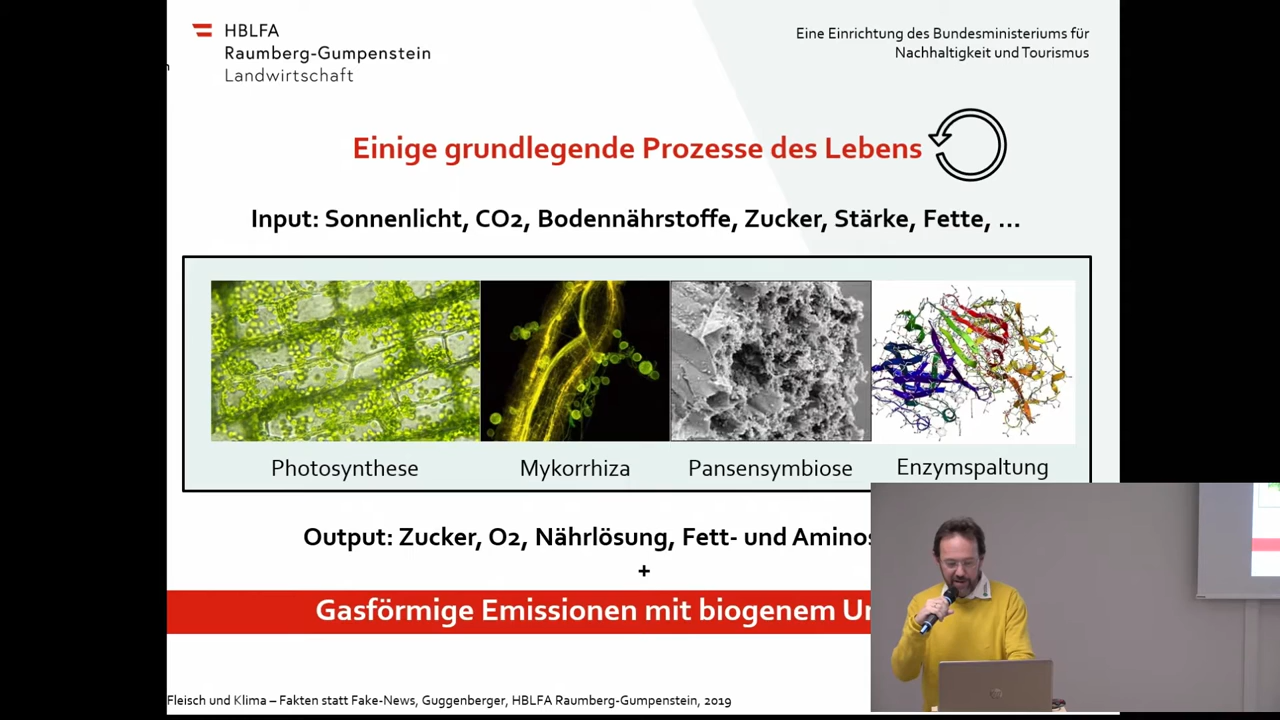 HBLFA
Raumberg-Gumpenstein
Landwirtschaft
Eine Einrichtung des Bundesministeriums für
Nachhaltigkeit und Tourismus
Einige grundlegende Prozesse des Lebens
Input: Sonnenlicht, CO2, Bodennährstoffe, Zucker, Stärke, Fette, ...
Photosynthese Mykorrhiza Pansensymbiose Enzymspaltung
Output: Zucker, O2, Nährlösung, Fett- und
+
Gasförmige Emissionen mit biogenem
Fleisch und Klima – Fakten statt Fake-News, Guggenberger, HBLFA Raumberg-Gumpenstein, 2019